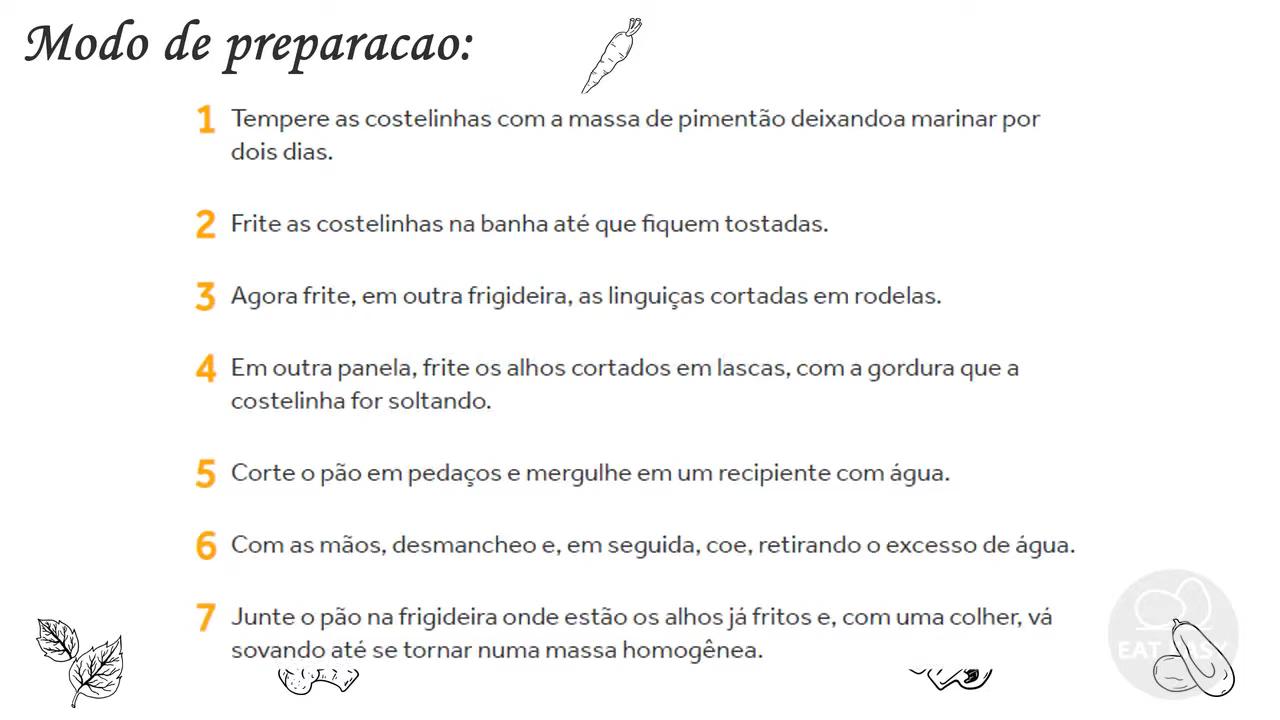 Modo de preparacao:
1 Tempere as costelinhas com a massa de pimentão deixandoa marinar por
dois dias.
2 Frite as costelinhas na banha até que fiquem tostadas.
3 Agora frite, em outra frigideira, as linguiças cortadas em rodelas.
4 Em outra panela, frite os alhos cortados em lascas, com a gordura que a
costelinha for soltando.
5 Corte o pão em pedaços e mergulhe em um recipiente com água.
6 Com as mãos, desmancheo e, em seguida, coe, retirando o excesso de água.
7 Junte o pão na frigideira onde estão os alhos já fritos e, com uma colher, vá
sovando até se tornar numa massa homogênea.
EAT EASY